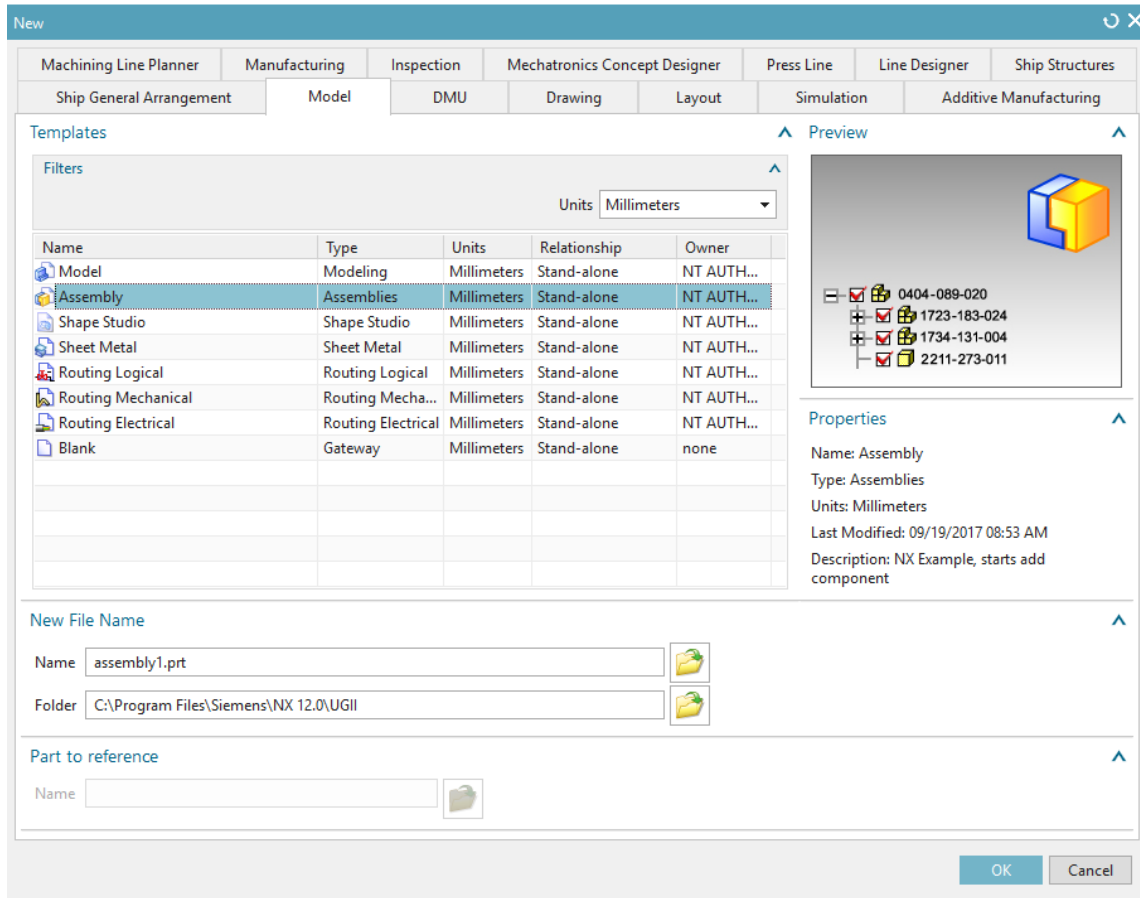 New
Machining Line Planner Manufacturing Inspection Mechatronics Concept Designer Press Line Line Designer Ship Structures
Ship General Arrangement Model DMU Drawing Layout Simulation Additive Manufacturing
Templates
Filters
Units Millimeters
Name Type Units Relationship Owner
Model Modeling Millimeters Stand-alone NT AUTH...
Assembly Assemblies Millimeters Stand-alone NT AUTH...
Shape Studio Shape Studio Millimeters Stand-alone NT AUTH...
Sheet Metal Sheet Metal Millimeters Stand-alone NT AUTH...
Routing Logical Routing Logical Millimeters Stand-alone NT AUTH...
Routing Mechanical Routing Mecha... Millimeters Stand-alone NT AUTH...
Routing Electrical Routing Electrical Millimeters Stand-alone NT AUTH...
Blank Gateway Millimeters Stand-alone none
Preview
0404-089-020
1723-183-024
1734-131-004
2211-273-011
Properties
Name: Assembly
Type: Assemblies
Units: Millimeters
Last Modified: 09/19/2017 08:53 AM
Description: NX Example, starts add
component
New File Name
Name assembly1.prt
Folder C:\Program Files\Siemens\NX 12.0\UGII
Part to reference
Name
OK Cancel